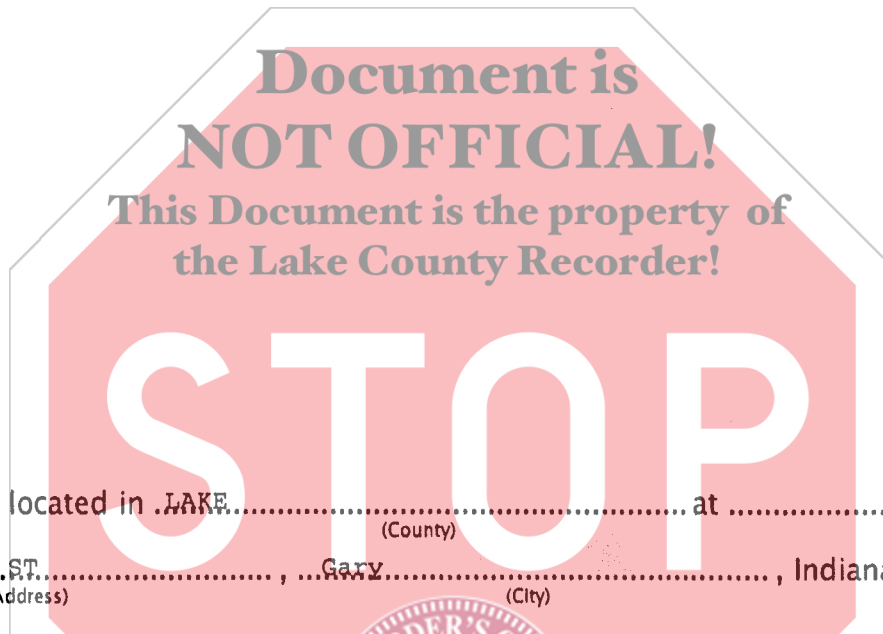 Document is
NOT OFFICIAL!
This Document is the property of
the Lake County Recorder!
STOP
located in LAKE at
(County)
ST , Gary , Indiana
(City)